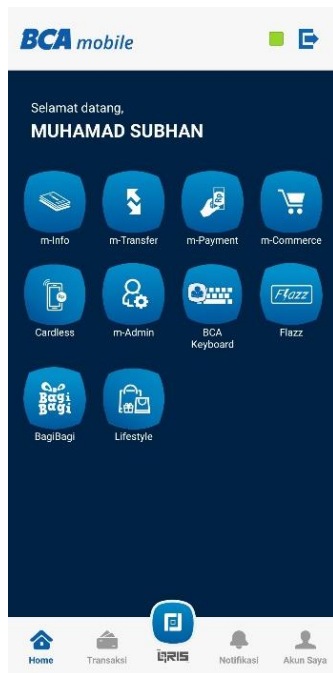 BCA mobile
Selamat datang,
MUHAMAD SUBHAN
m-Info m-Transfer m-Payment m-Commerce
Flazz
Cardless m-Admin BCA Keyboard Flazz
Bagi
Bagi
BagiBagi Lifestyle
QRIS
Home Transaksi Notifikasi Akun Saya